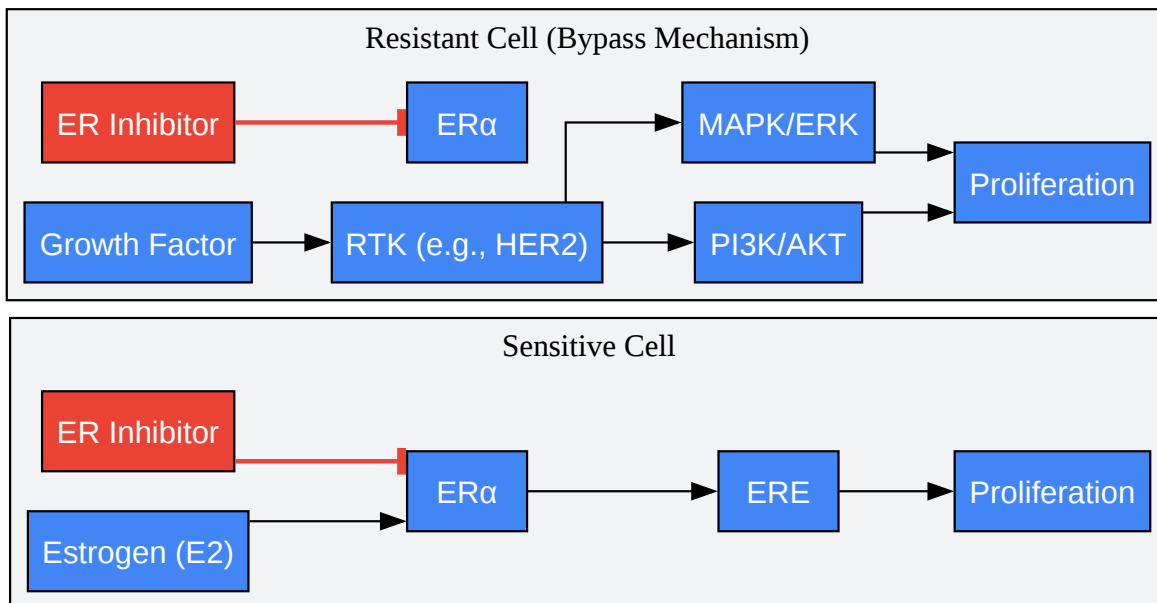 Resistant Cell (Bypass Mechanism)
ER Inhibitor
ERα
MAPK/ERK
Proliferation
Growth Factor
RTK (e.g., HER2)
PI3K/AKT
Sensitive Cell
ER Inhibitor
ERα
ERE
Proliferation
Estrogen (E2)